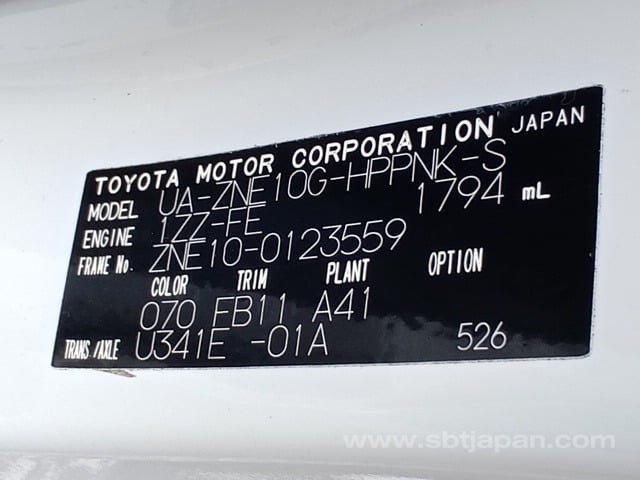 TOYOTA MOTOR CORPORATION JAPAN
MODEL UA-ZNE10G-HPPNK-S
ENGINE 1ZZ-FE 1794 mL
FRAME No. ZNE10-0123559
COLOR TRIM PLANT OPTION
070 FB11 A41
TRANS/AXLE U341E -01A 526
www.sbtjapan.com